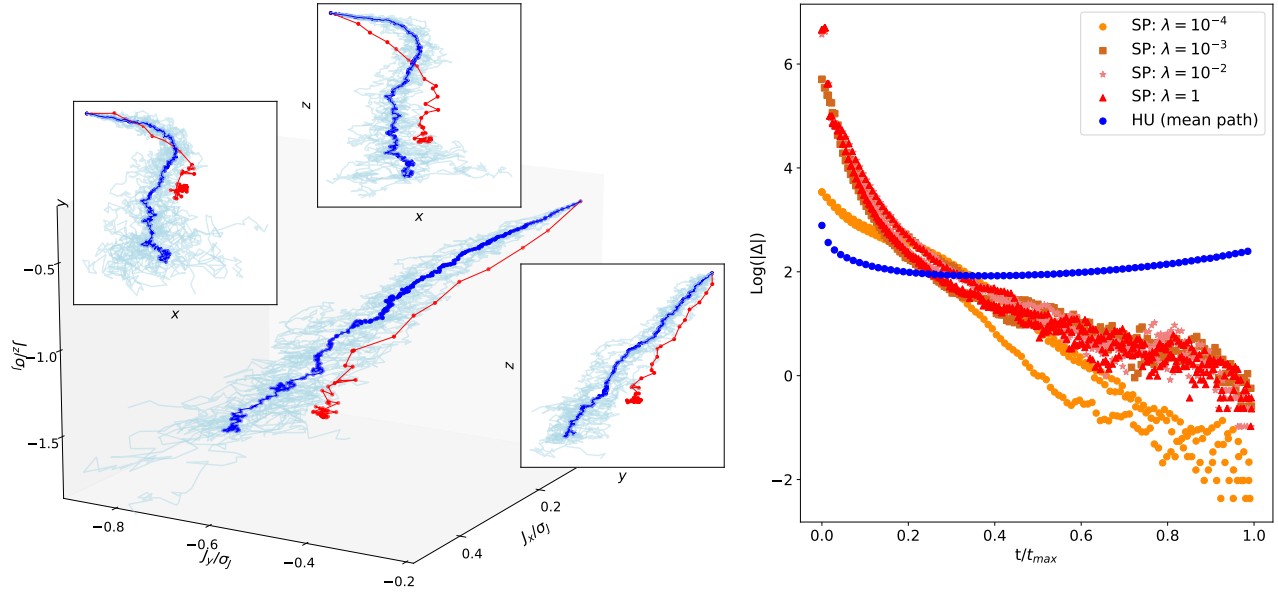 z
x
y
x
z
y
−0.5
−1.0
−1.5
J_z/σ_J
−0.8
−0.6
−0.4
−0.2
J_y/σ_J
0.2
0.4
J_x/σ_J
SP: λ = 10^{-4}
SP: λ = 10^{-3}
SP: λ = 10^{-2}
SP: λ = 1
HU (mean path)
6
4
2
0
−2
Log(|Δ|)
0.0 0.2 0.4 0.6 0.8 1.0
t/t_{max}